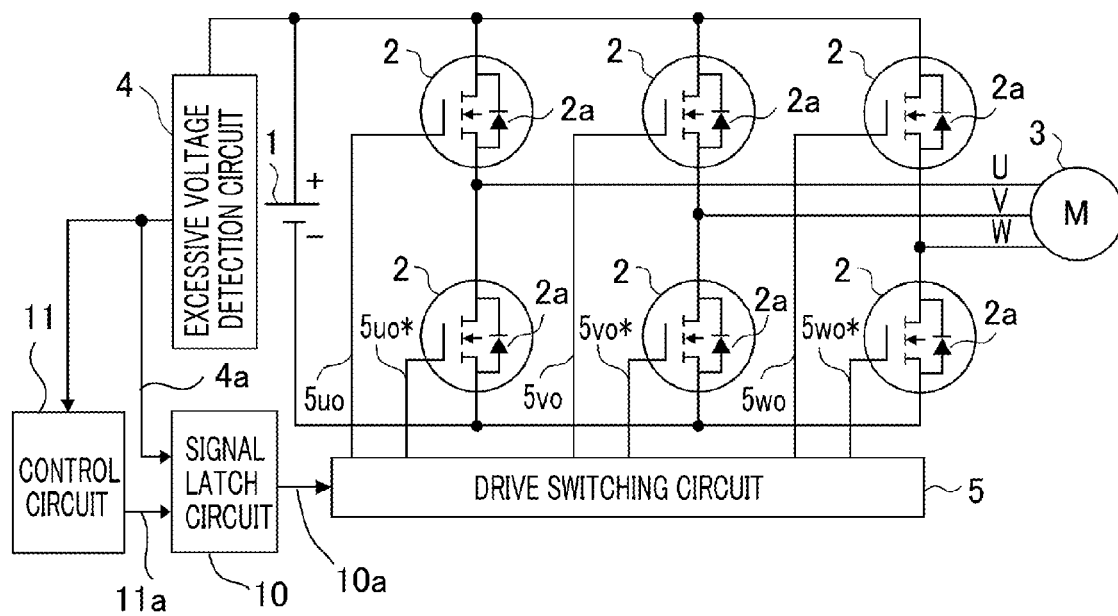 4
EXCESSIVE VOLTAGE
DETECTION CIRCUIT
1
+
−
2
2a
2
2a
2
2a
3
U
V
W
M
2
2a
2
2a
2
2a
5uo
5uo*
5vo
5vo*
5wo
5wo*
11
4a
CONTROL
CIRCUIT
SIGNAL
LATCH
CIRCUIT
DRIVE SWITCHING CIRCUIT
5
11a
10
10a